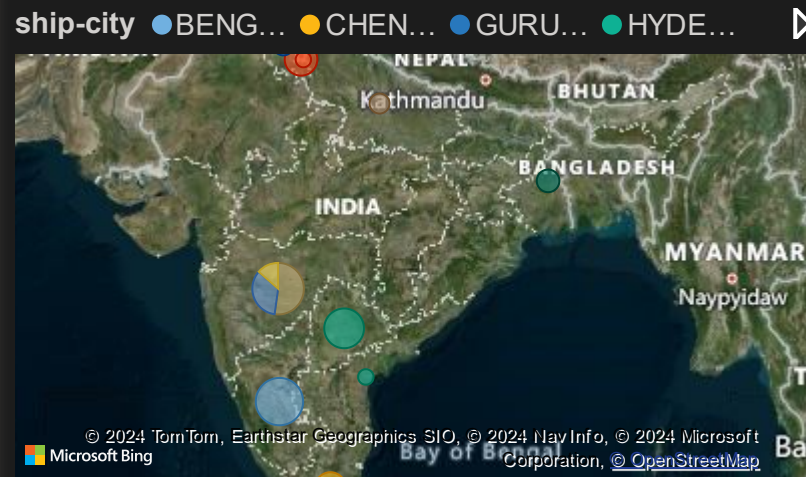 ship-city BENG... CHEN... GURU... HYDE...
NEPAL
Kathmandu
BHUTAN
BANGLADESH
INDIA
MYANMAR
Naypyidaw
© 2024 TomTom, Earthstar Geographics SIO, © 2024 NavInfo, © 2024 Microsoft
Corporation, © OpenStreetMap
Microsoft Bing
Bay of Bengal
Ba
T